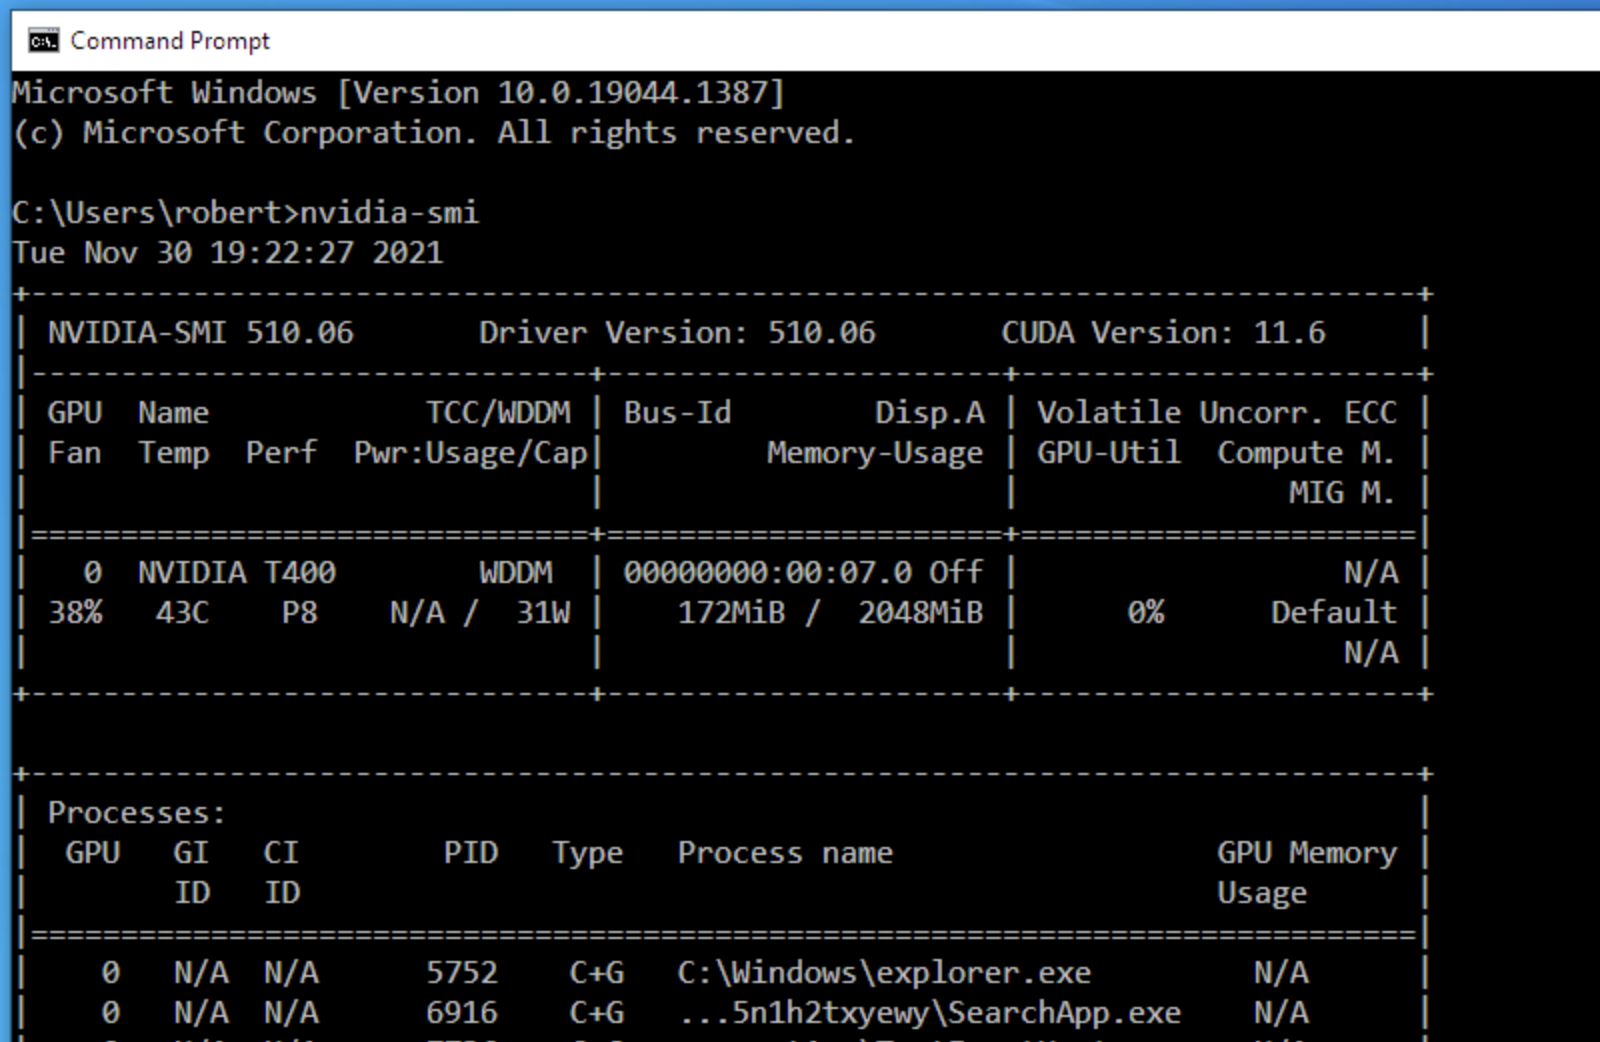 Command Prompt
Microsoft Windows [Version 10.0.19044.1387]
(c) Microsoft Corporation. All rights reserved.
C:\Users\robert>nvidia-smi
Tue Nov 30 19:22:27 2021
+-----------------------------------------------------------------------------+
| NVIDIA-SMI 510.06       Driver Version: 510.06       CUDA Version: 11.6     |
|-------------------------------+----------------------+----------------------+
| GPU  Name            TCC/WDDM | Bus-Id        Disp.A | Volatile Uncorr. ECC |
| Fan  Temp  Perf  Pwr:Usage/Cap|         Memory-Usage | GPU-Util  Compute M. |
|                               |                      |               MIG M. |
|===============================+======================+======================|
|   0  NVIDIA T400        WDDM  | 00000000:00:07.0 Off |                  N/A |
| 38%   43C    P8    N/A /  31W |    172MiB /  2048MiB |      0%      Default |
|                               |                      |                  N/A |
+-------------------------------+----------------------+----------------------+
+-----------------------------------------------------------------------------+
| Processes:                                                                  |
|  GPU   GI   CI        PID   Type   Process name                  GPU Memory |
|        ID   ID                                                   Usage      |
|=============================================================================|
|    0   N/A  N/A      5752    C+G   C:\Windows\explorer.exe         N/A      |
|    0   N/A  N/A      6916    C+G   ...5n1h2txyewy\SearchApp.exe    N/A      |